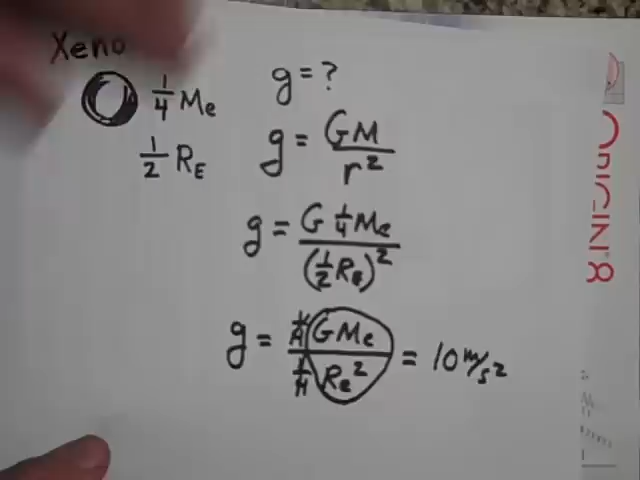 Xeno
1/4 Me
1/2 RE
g = ?
g = GM / r²
g = G 1/4 Me / (1/2 RE)²
g = 1/4 GMe / 1/4 Re² = 10 m/s²
ORIGIN 8